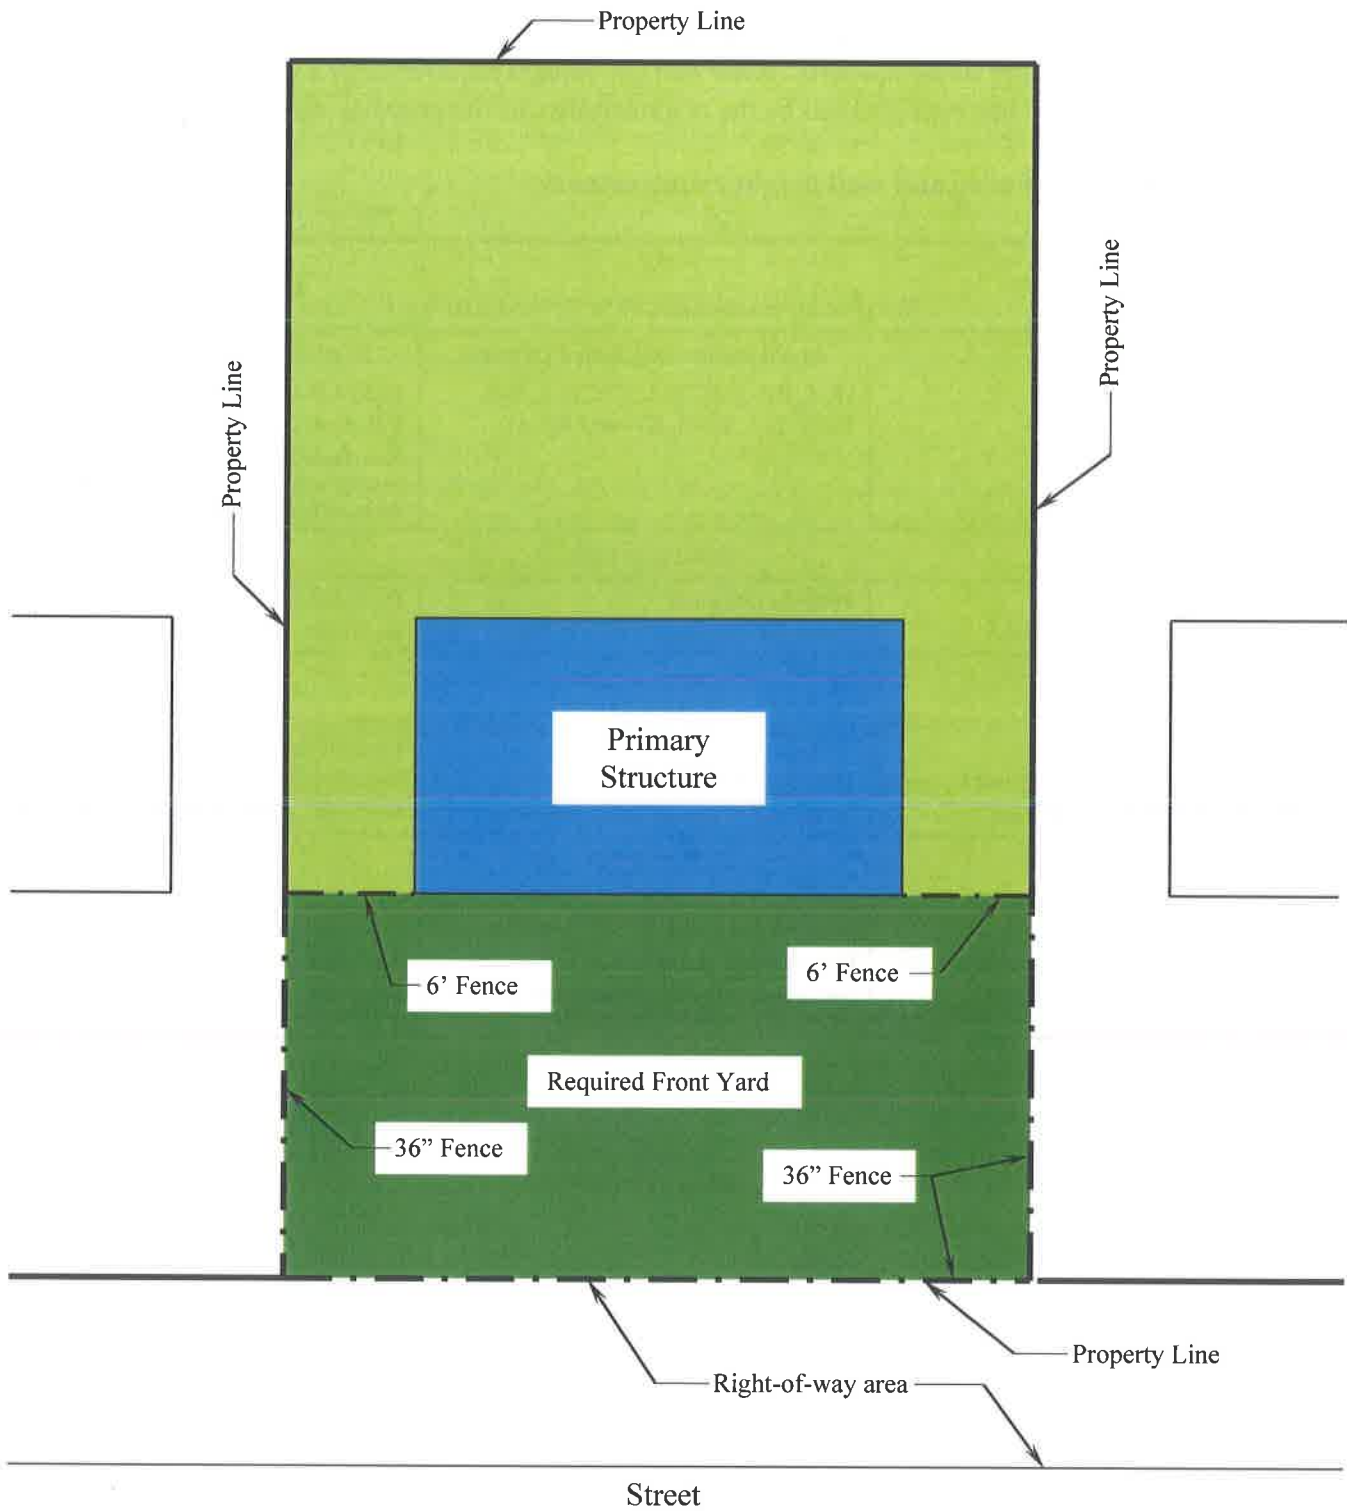 Property Line
Property Line
Property Line
Primary
Structure
6’ Fence
6’ Fence
Required Front Yard
36” Fence
36” Fence
Property Line
Right-of-way area
Street